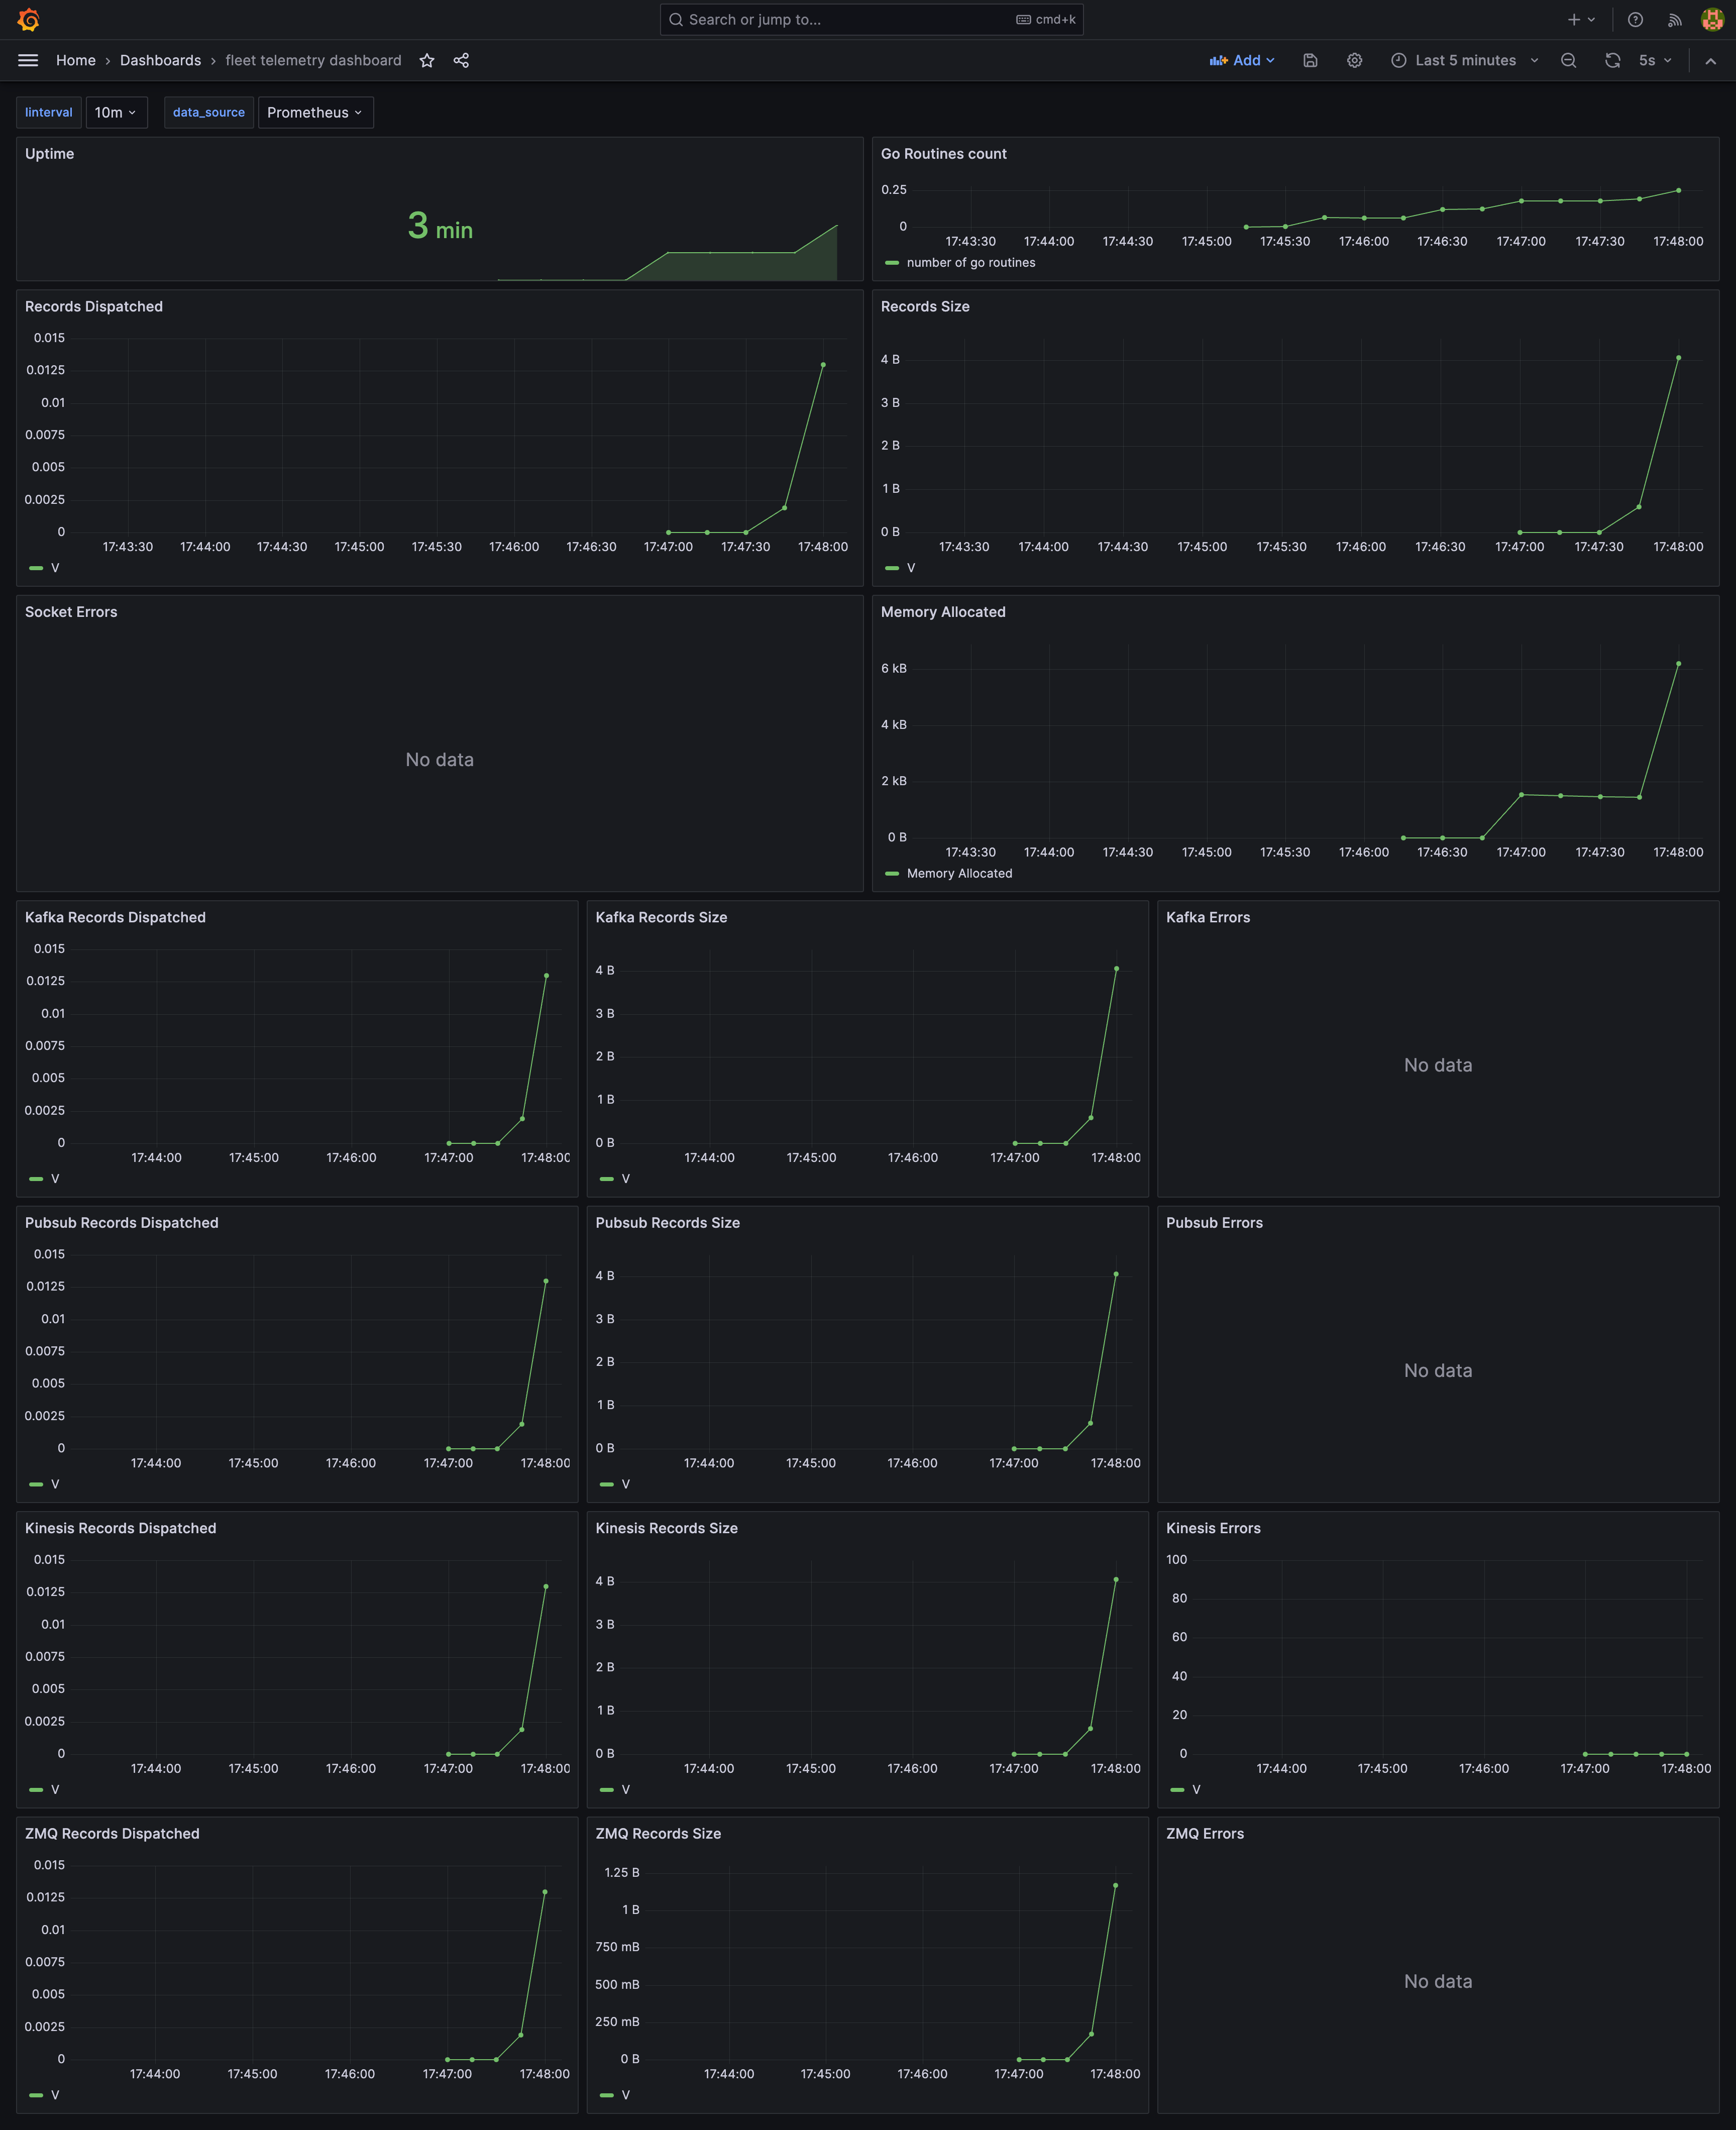 Search or jump to... cmd+k
Home › Dashboards › fleet telemetry dashboard Add Last 5 minutes 5s
Iinterval 10m data_source Prometheus
Uptime
3 min
Go Routines count
0.25
0
17:43:30 17:44:00 17:44:30 17:45:00 17:45:30 17:46:00 17:46:30 17:47:00 17:47:30 17:48:00
number of go routines
Records Dispatched
0.015
0.0125
0.01
0.0075
0.005
0.0025
0
17:43:30 17:44:00 17:44:30 17:45:00 17:45:30 17:46:00 17:46:30 17:47:00 17:47:30 17:48:00
V
Records Size
4 B
3 B
2 B
1 B
0 B
17:43:30 17:44:00 17:44:30 17:45:00 17:45:30 17:46:00 17:46:30 17:47:00 17:47:30 17:48:00
V
Socket Errors
No data
Memory Allocated
6 kB
4 kB
2 kB
0 B
17:43:30 17:44:00 17:44:30 17:45:00 17:45:30 17:46:00 17:46:30 17:47:00 17:47:30 17:48:00
Memory Allocated
Kafka Records Dispatched
0.015
0.0125
0.01
0.0075
0.005
0.0025
0
17:44:00 17:45:00 17:46:00 17:47:00 17:48:00
V
Kafka Records Size
4 B
3 B
2 B
1 B
0 B
17:44:00 17:45:00 17:46:00 17:47:00 17:48:00
V
Kafka Errors
No data
Pubsub Records Dispatched
0.015
0.0125
0.01
0.0075
0.005
0.0025
0
17:44:00 17:45:00 17:46:00 17:47:00 17:48:00
V
Pubsub Records Size
4 B
3 B
2 B
1 B
0 B
17:44:00 17:45:00 17:46:00 17:47:00 17:48:00
V
Pubsub Errors
No data
Kinesis Records Dispatched
0.015
0.0125
0.01
0.0075
0.005
0.0025
0
17:44:00 17:45:00 17:46:00 17:47:00 17:48:00
V
Kinesis Records Size
4 B
3 B
2 B
1 B
0 B
17:44:00 17:45:00 17:46:00 17:47:00 17:48:00
V
Kinesis Errors
100
80
60
40
20
0
17:44:00 17:45:00 17:46:00 17:47:00 17:48:00
V
ZMQ Records Dispatched
0.015
0.0125
0.01
0.0075
0.005
0.0025
0
17:44:00 17:45:00 17:46:00 17:47:00 17:48:00
V
ZMQ Records Size
1.25 B
1 B
750 mB
500 mB
250 mB
0 B
17:44:00 17:45:00 17:46:00 17:47:00 17:48:00
V
ZMQ Errors
No data